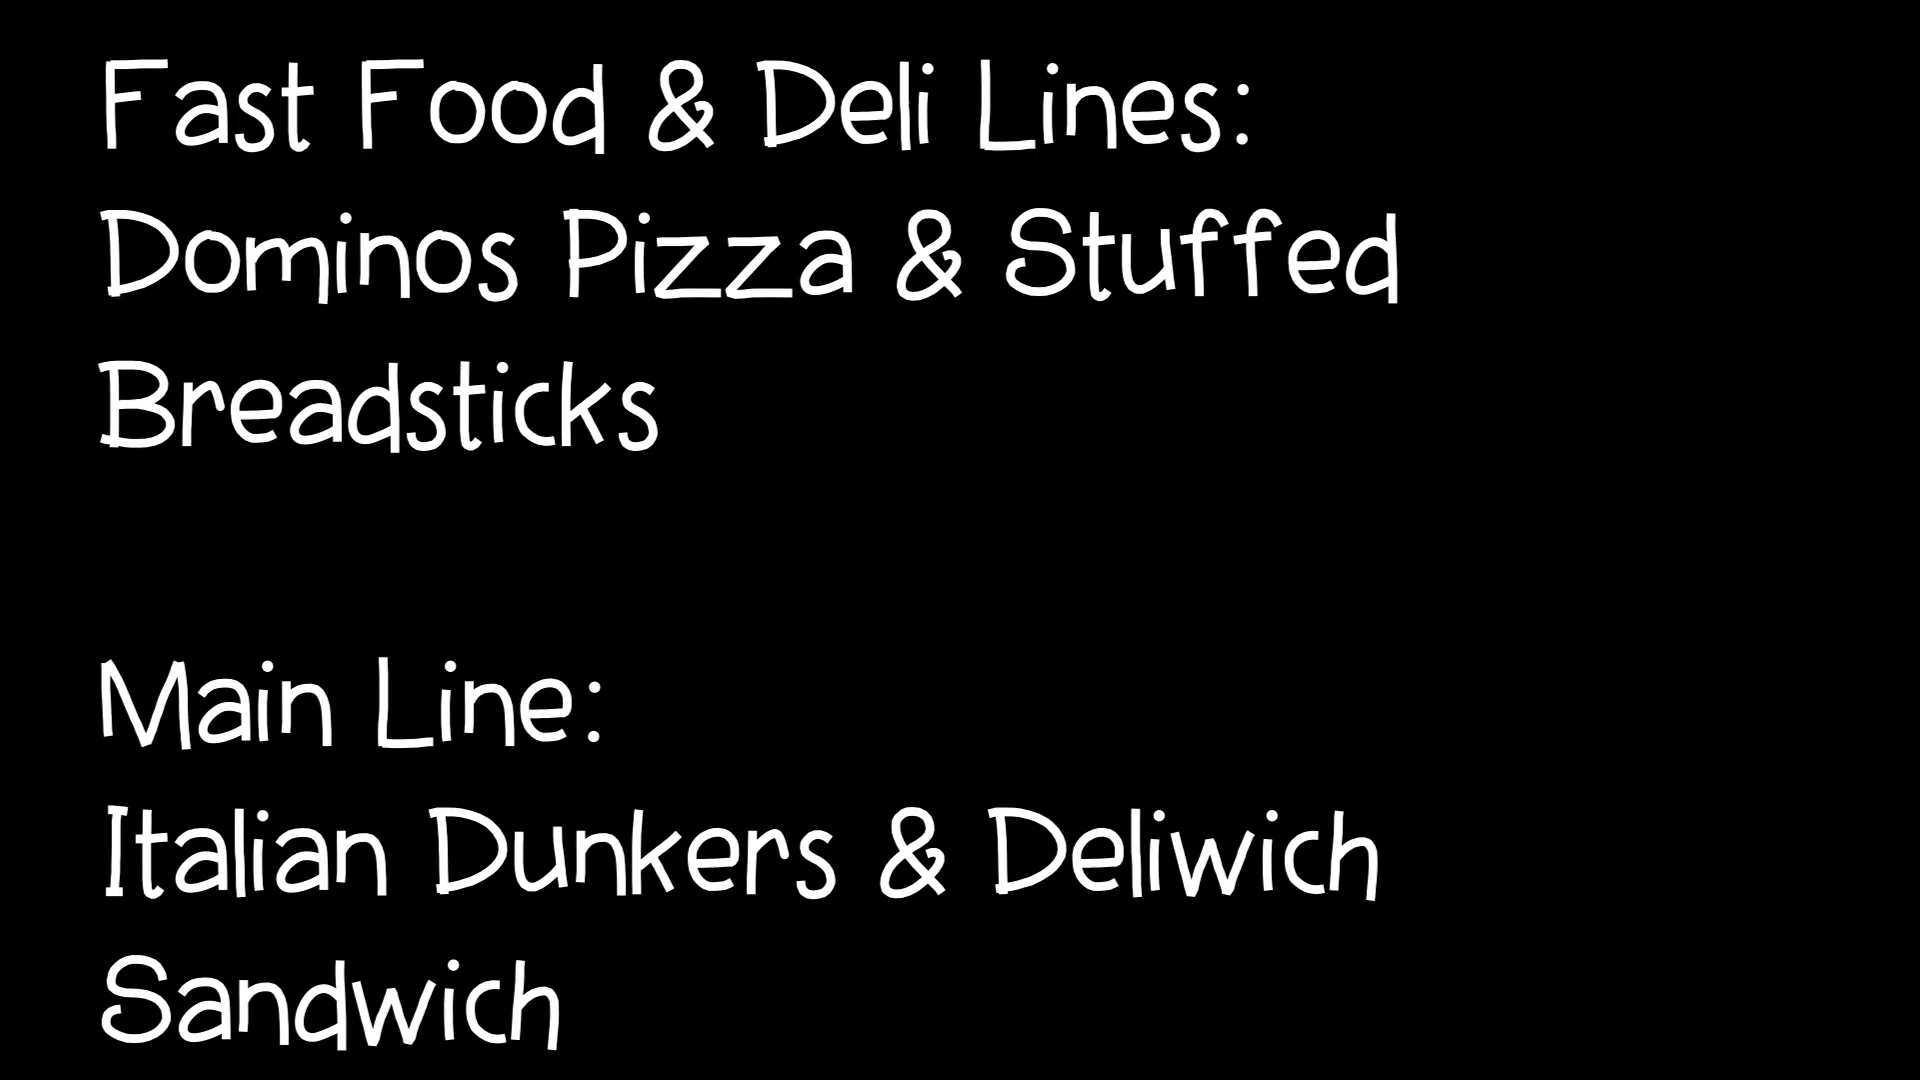 Fast Food & Deli Lines:
Dominos Pizza & Stuffed
Breadsticks
Main Line:
Italian Dunkers & Deliwich
Sandwich